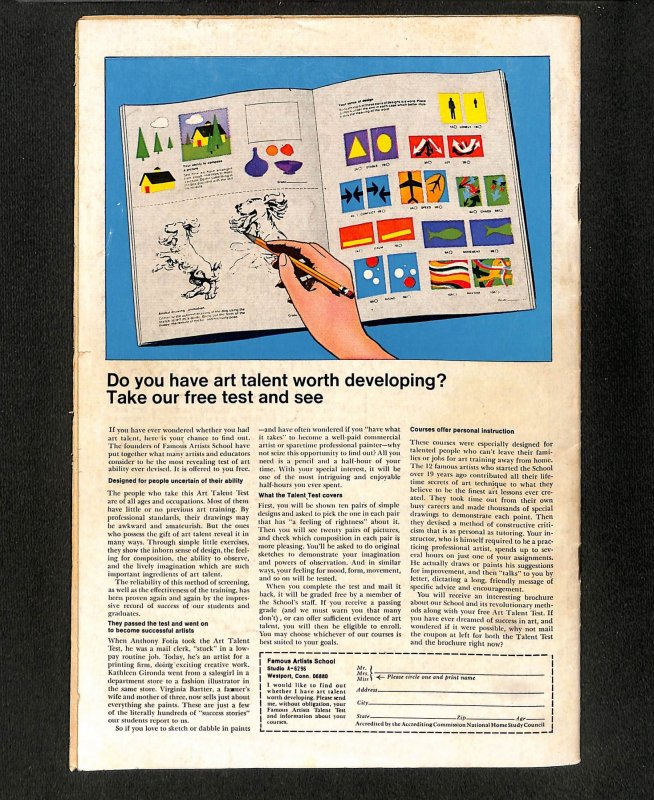 Your sense of design
LONELY
STABLE
JOY
CONFLICT
SPEED
CHAOS
CALM
MOVEMENT
ROUND
Your ability to compose
a picture
Animal drawing
Do you have art talent worth developing?
Take our free test and see
If you have ever wondered whether you had
art talent, here is your chance to find out.
The founders of Famous Artists School have
put together what many artists and educators
consider to be the most revealing test of art
ability ever devised. It is offered to you free.
Designed for people uncertain of their ability
The people who take this Art Talent Test
are of all ages and occupations. Most of them
have little or no previous art training. By
professional standards, their drawings may
be awkward and amateurish. But the ones
who possess the gift of art talent reveal it in
many ways. Through simple little exercises,
they show the inborn sense of design, the feel-
ing for composition, the ability to observe,
and the lively imagination which are such
important ingredients of art talent.
The reliability of this method of screening,
as well as the effectiveness of the training, has
been proven again and again by the impres-
sive record of success of our students and
graduates.
They passed the test and went on
to become successful artists
When Anthony Fotia took the Art Talent
Test, he was a mail clerk, "stuck" in a low-
pay routine job. Today, he's an artist for a
printing firm, doing exciting creative work.
Kathleen Gironda went from a salesgirl in a
department store to a fashion illustrator in
the same store. Virginia Bartter, a farmer's
wife and mother of three, now sells just about
everything she paints. These are just a few
of the literally hundreds of "success stories"
our students report to us.
So if you love to sketch or dabble in paints
—and have often wondered if you "have what
it takes" to become a well-paid commercial
artist or sparetime professional painter—why
not seize this opportunity to find out? All you
need is a pencil and a half-hour of your
time. With your special interest, it will be
one of the most intriguing and enjoyable
half-hours you ever spent.
What the Talent Test covers
First, you will be shown ten pairs of simple
designs and asked to pick the one in each pair
that has "a feeling of rightness" about it.
Then you will see twenty pairs of pictures,
and check which composition in each pair is
more pleasing. You'll be asked to do original
sketches to demonstrate your imagination
and powers of observation. And in similar
ways, your feeling for mood, form, movement,
and so on will be tested.
When you complete the test and mail it
back, it will be graded free by a member of
the School's staff. If you receive a passing
grade (and we must warn you that many
don't), or can offer sufficient evidence of art
talent, you will then be eligible to enroll.
You may choose whichever of our courses is
best suited to your goals.
Courses offer personal instruction
These courses were especially designed for
talented people who can't leave their fami-
lies or jobs for art training away from home.
The 12 famous artists who started the School
over 19 years ago contributed all their life-
time secrets of art technique to what they
believe to be the finest art lessons ever cre-
ated. They took time out from their own
busy careers and made thousands of special
drawings to demonstrate each point. Then
they devised a method of constructive criti-
cism that is as personal as tutoring. Your in-
structor, who is himself required to be a prac-
ticing professional artist, spends up to sev-
eral hours on just one of your assignments.
He actually draws or paints his suggestions
for improvement, and then "talks" to you by
letter, dictating a long, friendly message of
specific advice and encouragement.
You will receive an interesting brochure
about our School and its revolutionary meth-
ods along with your free Art Talent Test. If
you have ever dreamed of success in art, and
wondered if it were possible, why not mail
the coupon at left for both the Talent Test
and the brochure right now?
Famous Artists School
Studio A-6295
Westport, Conn. 06880
I would like to find out
whether I have art talent
worth developing. Please send
me, without obligation, your
Famous Artists Talent Test
and information about your
courses.
Mr.
Mrs.
Miss
Please circle one and print name
Address
City
State Zip Age
Accredited by the Accrediting Commission National Home Study Council